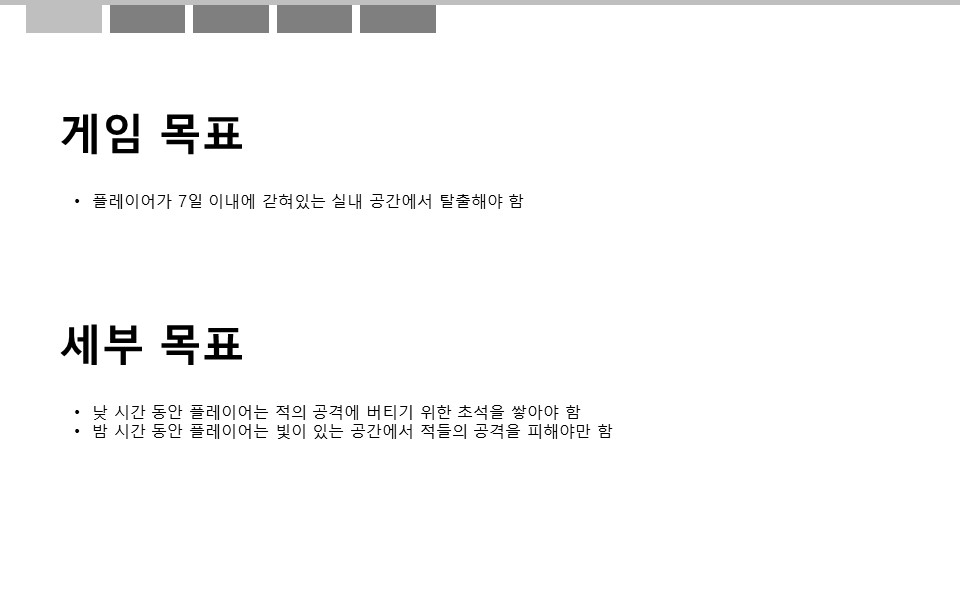 게임 목표
• 플레이어가 7일 이내에 갇혀있는 실내 공간에서 탈출해야 함
세부 목표
• 낮 시간 동안 플레이어는 적의 공격에 버티기 위한 초석을 쌓아야 함
• 밤 시간 동안 플레이어는 빛이 있는 공간에서 적들의 공격을 피해야만 함